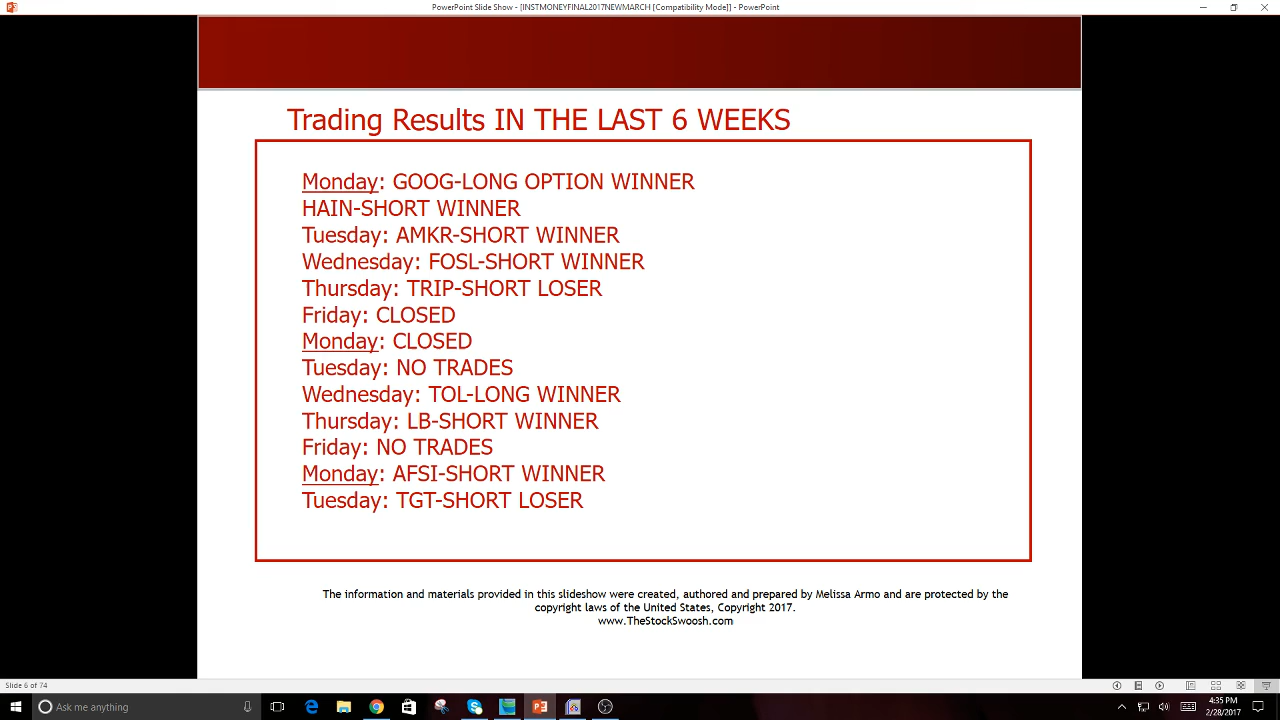 PowerPoint Slide Show - [INSTMONEYFINAL2017NEWMARCH [Compatibility Mode]] - PowerPoint
Trading Results IN THE LAST 6 WEEKS
Monday: GOOG-LONG OPTION WINNER
HAIN-SHORT WINNER
Tuesday: AMKR-SHORT WINNER
Wednesday: FOSL-SHORT WINNER
Thursday: TRIP-SHORT LOSER
Friday: CLOSED
Monday: CLOSED
Tuesday: NO TRADES
Wednesday: TOL-LONG WINNER
Thursday: LB-SHORT WINNER
Friday: NO TRADES
Monday: AFSI-SHORT WINNER
Tuesday: TGT-SHORT LOSER
The information and materials provided in this slideshow were created, authored and prepared by Melissa Armo and are protected by the
copyright laws of the United States, Copyright 2017.
www.TheStockSwoosh.com
Slide 6 of 74
Ask me anything
4:35 PM
2/28/2017